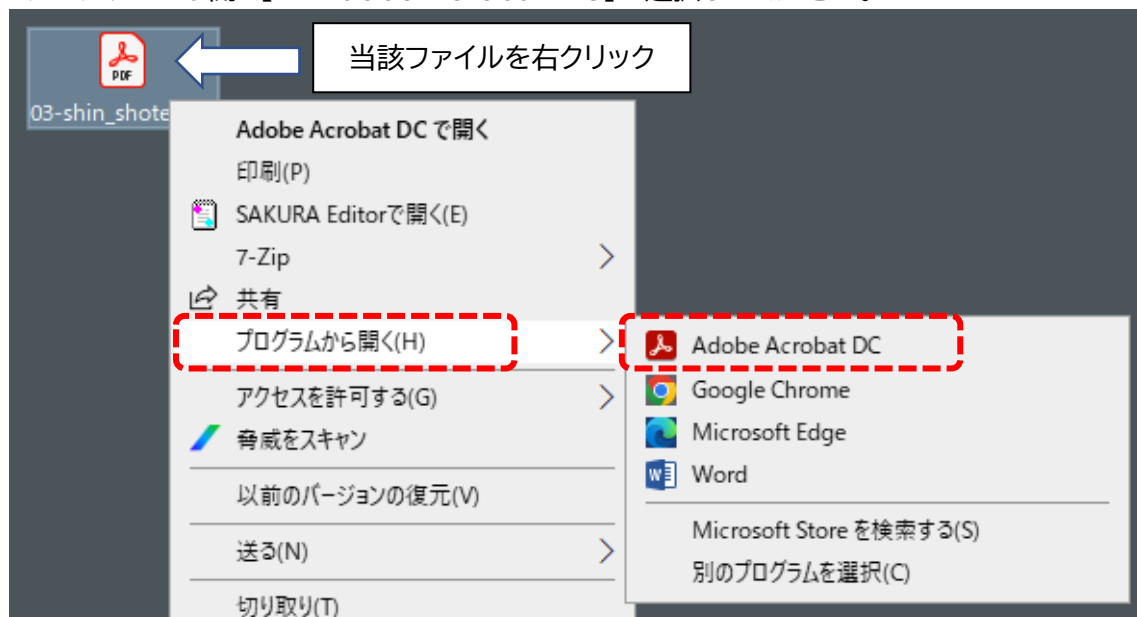 当該ファイルを右クリック
PDF
03-shin_shote
Adobe Acrobat DC で開く
印刷(P)
SAKURA Editorで開く(E)
7-Zip
共有
プログラムから開く(H)
アクセスを許可する(G)
脅威をスキャン
以前のバージョンの復元(V)
送る(N)
切り取り(T)
Adobe Acrobat DC
Google Chrome
Microsoft Edge
Word
Microsoft Store を検索する(S)
別のプログラムを選択(C)